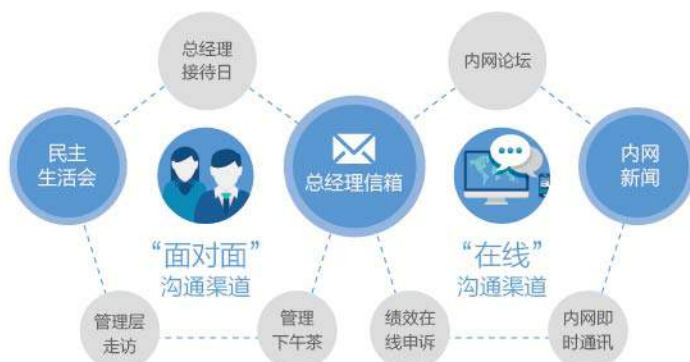 总经理
接待日
内网论坛
民主
生活会
总经理信箱
内网
新闻
“面对面”
沟通渠道
“在线”
沟通渠道
管理层
走访
管理
下午茶
绩效在
线申诉
内网即
时通讯